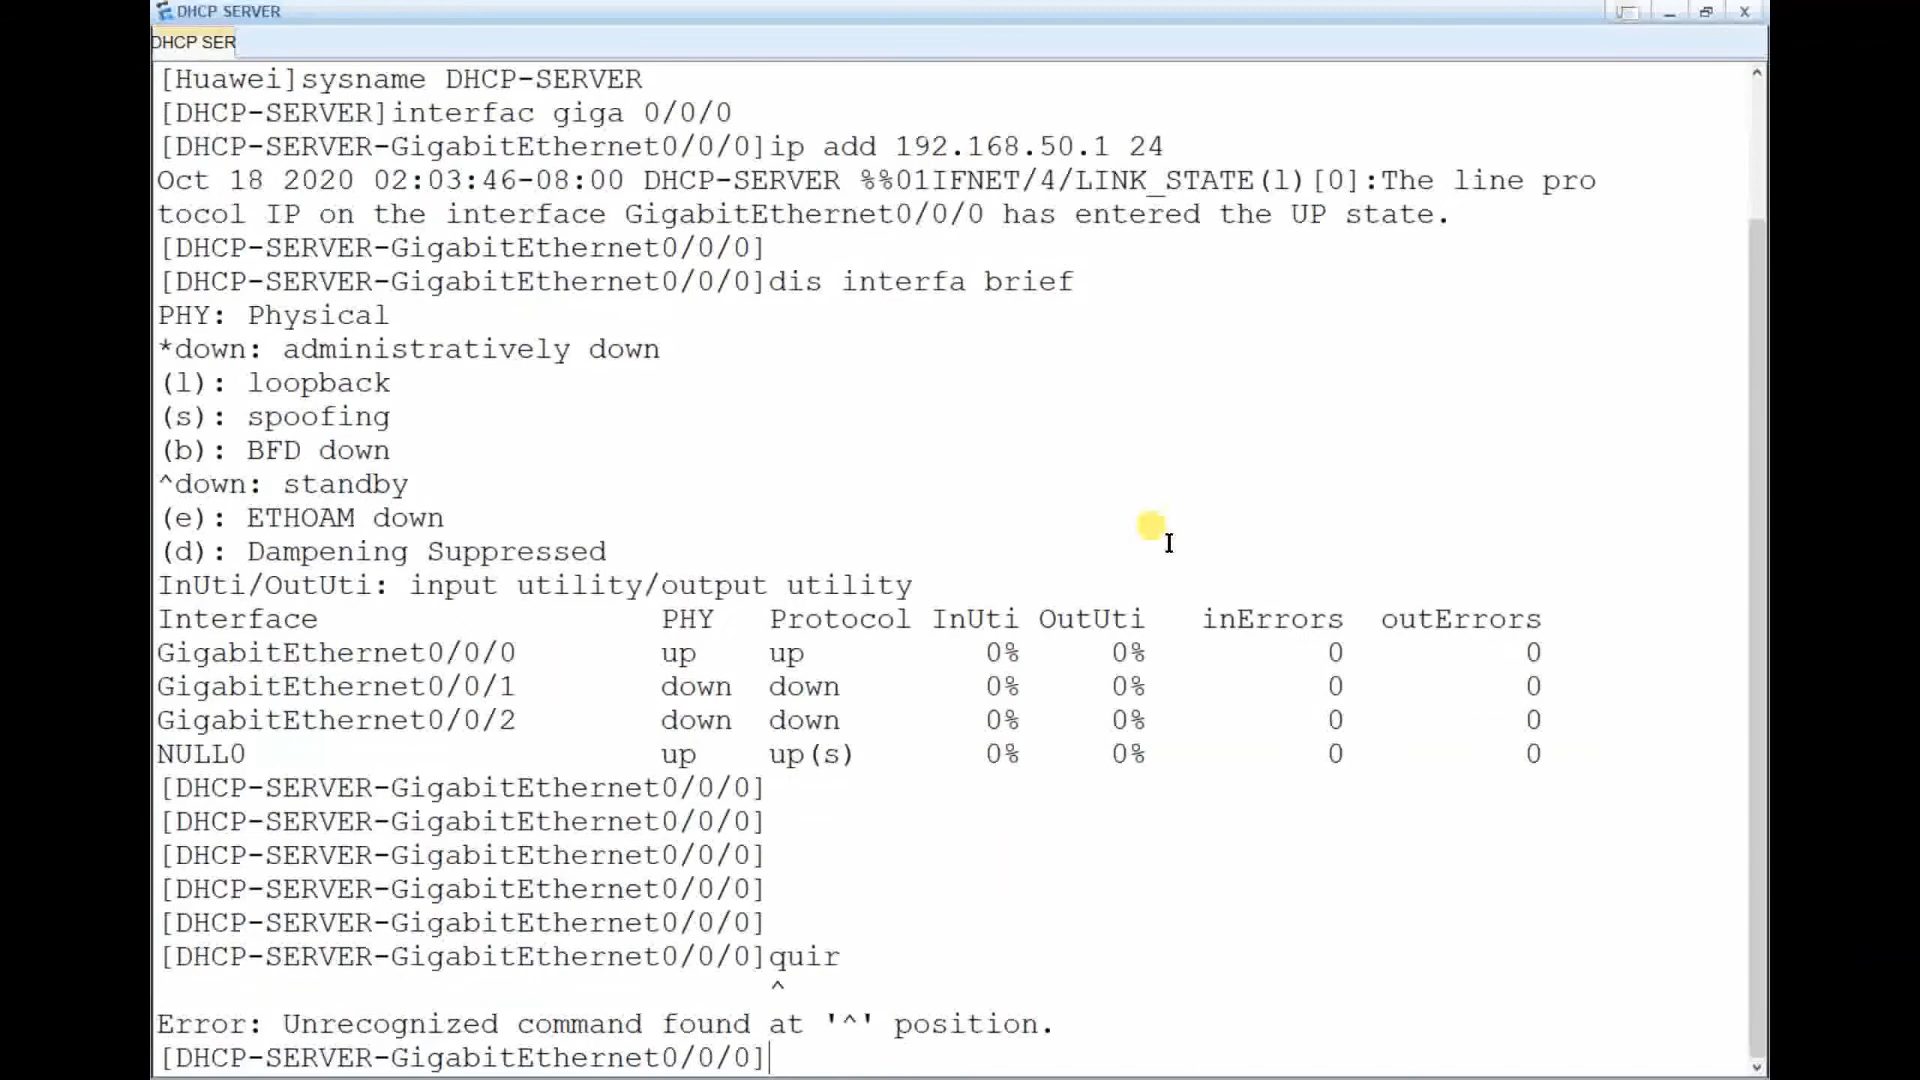 DHCP SERVER
DHCP SER
[Huawei]sysname DHCP-SERVER
[DHCP-SERVER]interfac giga 0/0/0
[DHCP-SERVER-GigabitEthernet0/0/0]ip add 192.168.50.1 24
Oct 18 2020 02:03:46-08:00 DHCP-SERVER %%01IFNET/4/LINK_STATE(l)[0]:The line pro
tocol IP on the interface GigabitEthernet0/0/0 has entered the UP state.
[DHCP-SERVER-GigabitEthernet0/0/0]
[DHCP-SERVER-GigabitEthernet0/0/0]dis interfa brief
PHY: Physical
*down: administratively down
(l): loopback
(s): spoofing
(b): BFD down
^down: standby
(e): ETHOAM down
(d): Dampening Suppressed
InUti/OutUti: input utility/output utility
Interface PHY Protocol InUti OutUti inErrors outErrors
GigabitEthernet0/0/0 up up 0% 0% 0 0
GigabitEthernet0/0/1 down down 0% 0% 0 0
GigabitEthernet0/0/2 down down 0% 0% 0 0
NULL0 up up(s) 0% 0% 0 0
[DHCP-SERVER-GigabitEthernet0/0/0]
[DHCP-SERVER-GigabitEthernet0/0/0]
[DHCP-SERVER-GigabitEthernet0/0/0]
[DHCP-SERVER-GigabitEthernet0/0/0]
[DHCP-SERVER-GigabitEthernet0/0/0]
[DHCP-SERVER-GigabitEthernet0/0/0]quir
^
Error: Unrecognized command found at '^' position.
[DHCP-SERVER-GigabitEthernet0/0/0]